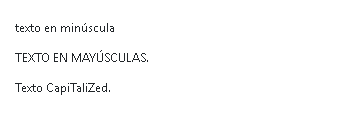 texto en minúscula
TEXTO EN MAYÚSCULAS.
Texto CapiTaliZed.